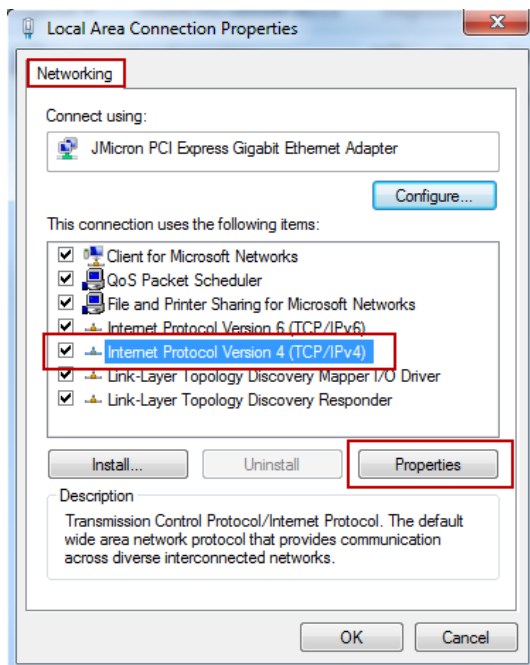 Local Area Connection Properties
Networking
Connect using:
JMicron PCI Express Gigabit Ethernet Adapter
Configure...
This connection uses the following items:
Client for Microsoft Networks
QoS Packet Scheduler
File and Printer Sharing for Microsoft Networks
Internet Protocol Version 6 (TCP/IPv6)
Internet Protocol Version 4 (TCP/IPv4)
Link-Layer Topology Discovery Mapper I/O Driver
Link-Layer Topology Discovery Responder
Install... Uninstall Properties
Description
Transmission Control Protocol/Internet Protocol. The default
wide area network protocol that provides communication
across diverse interconnected networks.
OK Cancel